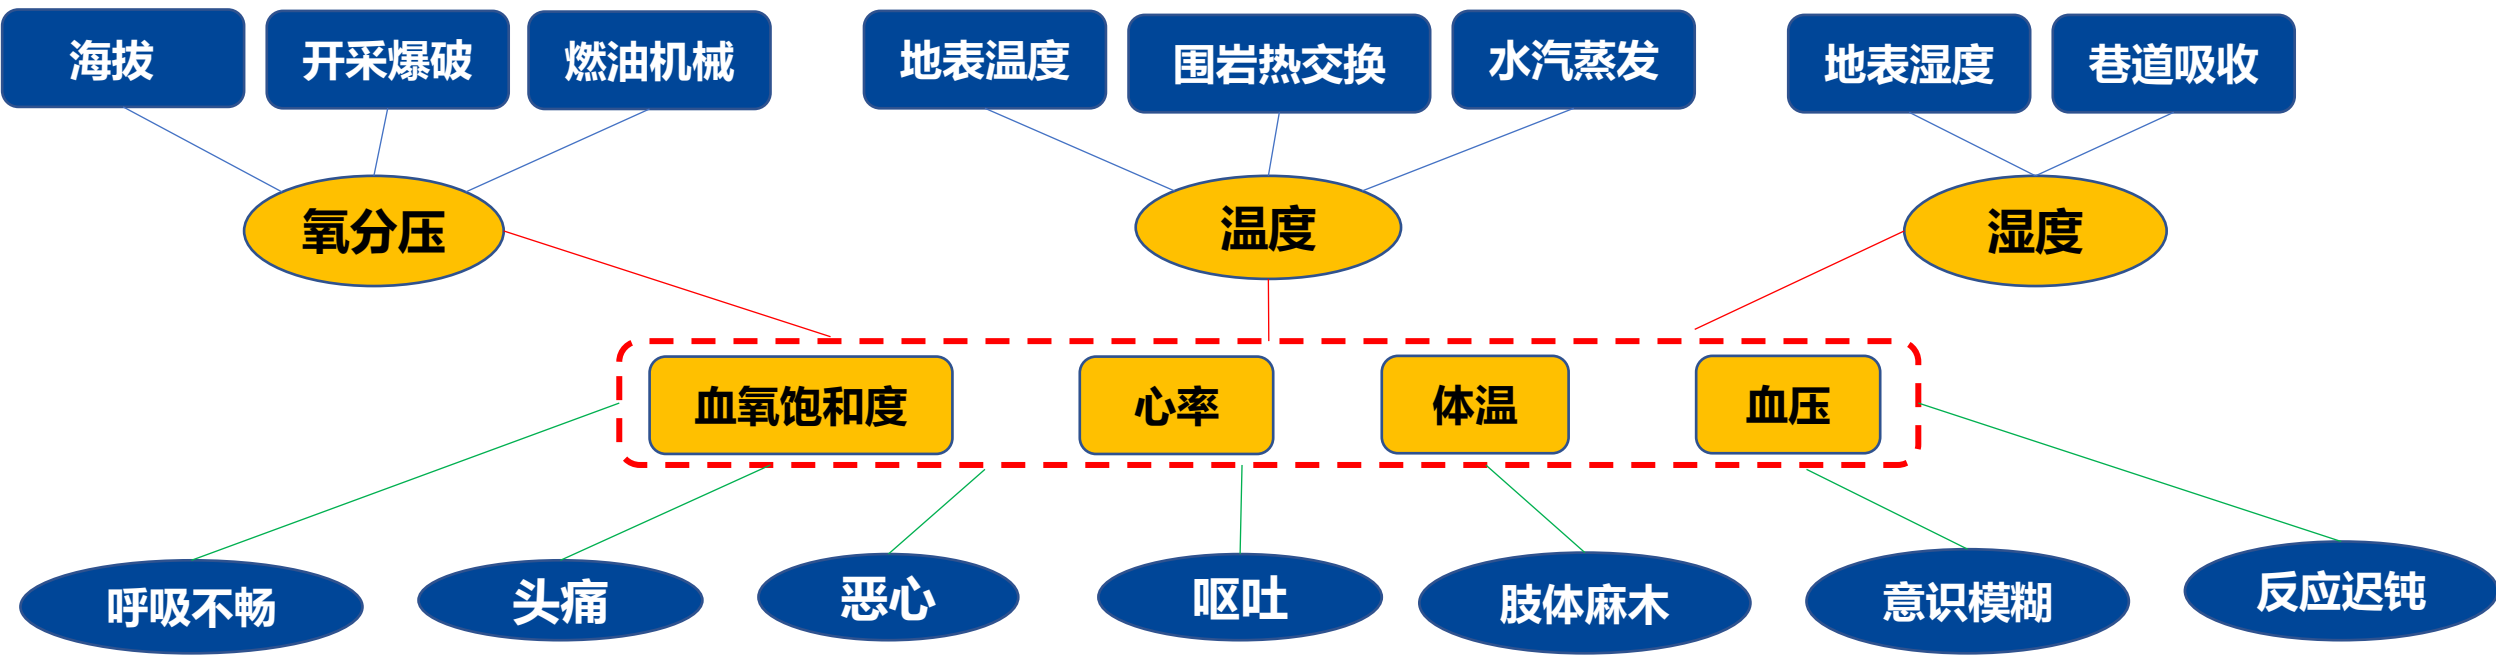 海拔
开采爆破
燃油机械
地表温度
围岩热交换
冰雪蒸发
地表湿度
巷道吸收
氧分压
温度
湿度
血氧饱和度
心率
体温
血压
呼吸不畅
头痛
恶心
呕吐
肢体麻木
意识模糊
反应迟钝